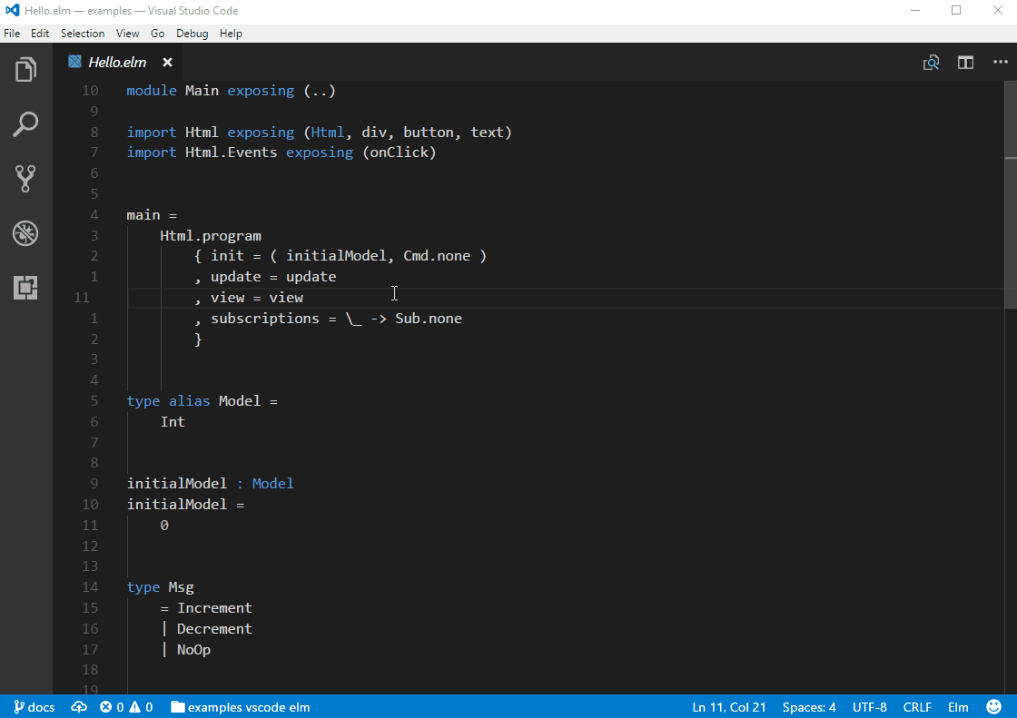 Hello.elm — examples — Visual Studio Code
File Edit Selection View Go Debug Help
Hello.elm
10 module Main exposing (..)
9
8 import Html exposing (Html, div, button, text)
7 import Html.Events exposing (onClick)
6
5
4 main =
3 Html.program
2 { init = ( initialModel, Cmd.none )
1 , update = update
11 , view = view
1 , subscriptions = \_ -> Sub.none
2 }
3
4
5 type alias Model =
6 Int
7
8
9 initialModel : Model
10 initialModel =
11 0
12
13
14 type Msg
15 = Increment
16 | Decrement
17 | NoOp
18
19
docs 0 0 examples vscode elm Ln 11, Col 21 Spaces: 4 UTF-8 CRLF Elm